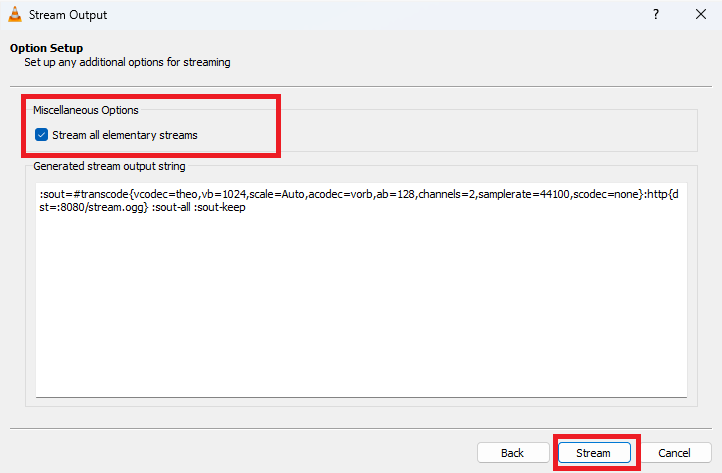 Stream Output
?
Option Setup
Set up any additional options for streaming
Miscellaneous Options
Stream all elementary streams
Generated stream output string
:sout=#transcode{vcodec=theo,vb=1024,scale=Auto,acodec=vorb,ab=128,channels=2,samplerate=44100,scodec=none}:http{d
st=:8080/stream.ogg} :sout-all :sout-keep
Back
Stream
Cancel